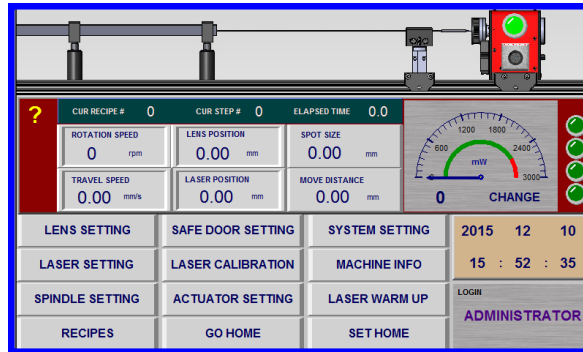 ?
CUR RECIPE # 0 CUR STEP # 0 ELAPSED TIME 0.0
ROTATION SPEED
0 rpm
LENS POSITION
0.00 mm
SPOT SIZE
0.00 mm
TRAVEL SPEED
0.00 mm/s
LASER POSITION
0.00 mm
MOVE DISTANCE
0.00 mm
600 1200 1800 2400 3000
mW
0 CHANGE
LENS SETTING SAFE DOOR SETTING SYSTEM SETTING
LASER SETTING LASER CALIBRATION MACHINE INFO
SPINDLE SETTING ACTUATOR SETTING LASER WARM UP
RECIPES GO HOME SET HOME
2015 12 10
15 : 52 : 35
LOGIN
ADMINISTRATOR